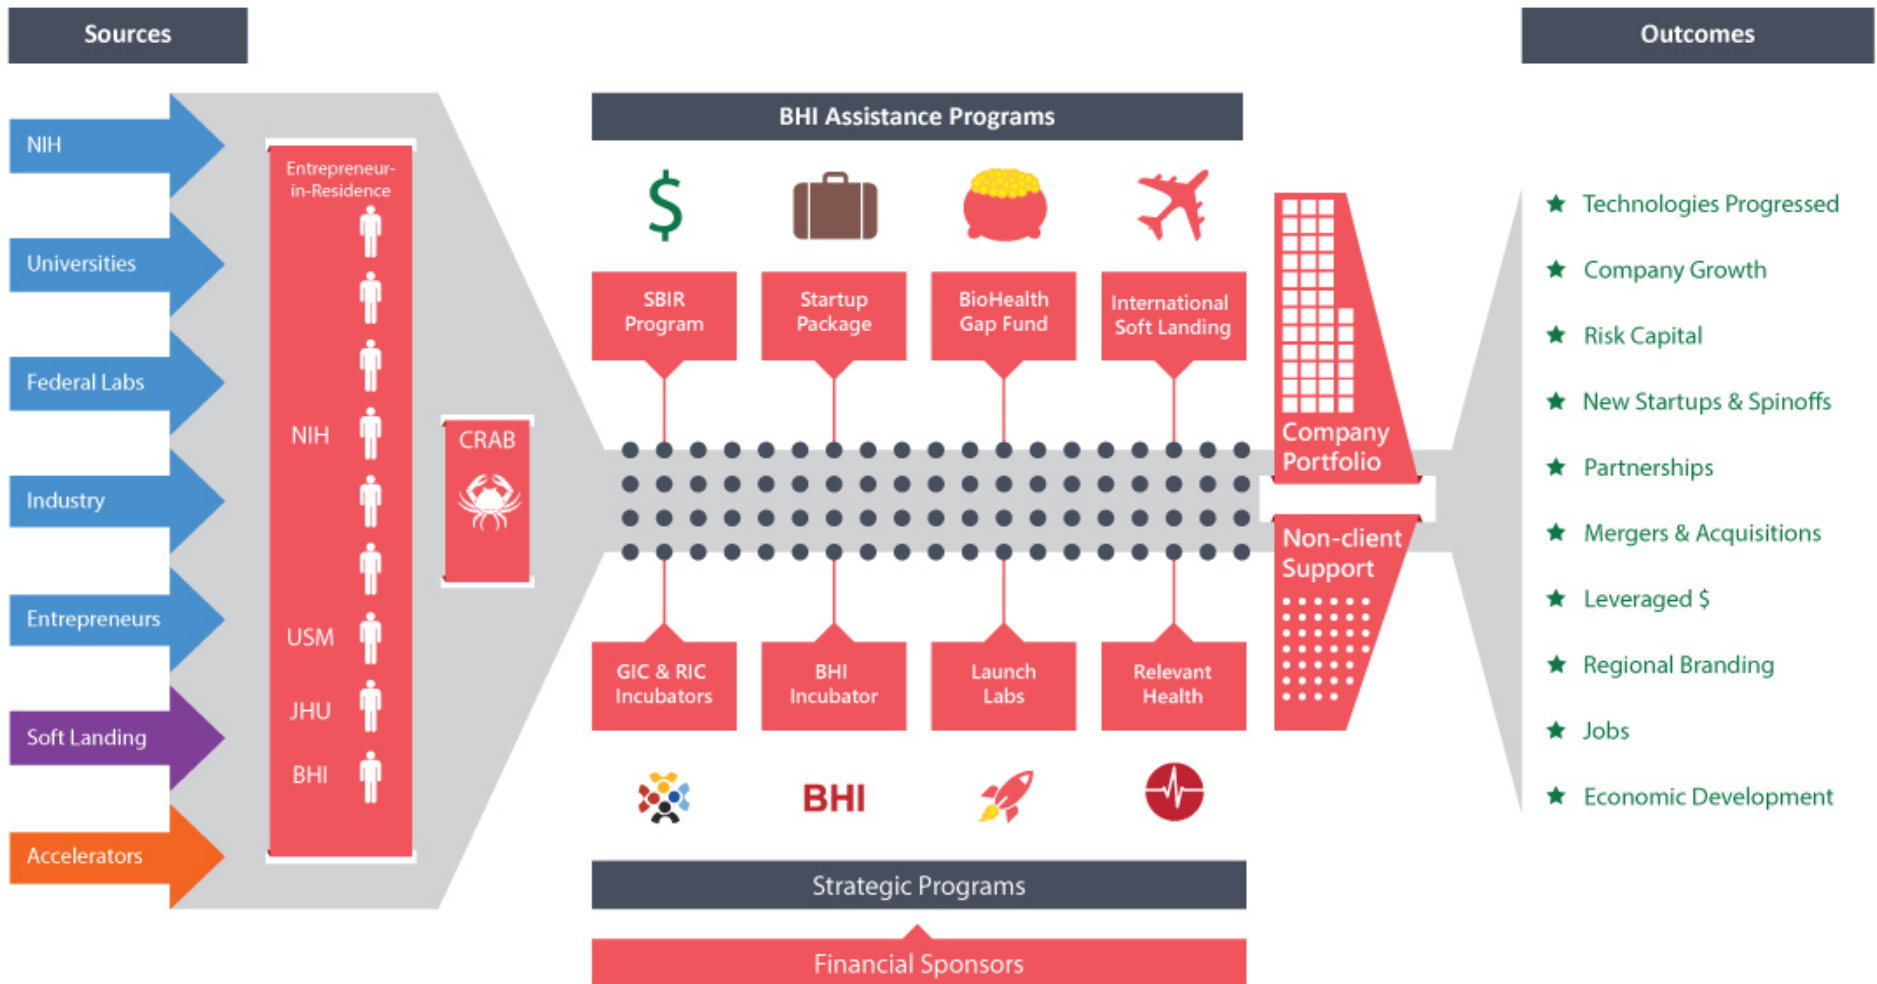 Sources
NIH
Universities
Federal Labs
Industry
Entrepreneurs
Soft Landing
Accelerators
Entrepreneur-
in-Residence
NIH
USM
JHU
BHI
CRAB
BHI Assistance Programs
$
SBIR
Program
Startup
Package
BioHealth
Gap Fund
International
Soft Landing
GIC & RIC
Incubators
BHI
Incubator
Launch
Labs
Relevant
Health
BHI
Strategic Programs
Financial Sponsors
Company
Portfolio
Non-client
Support
Outcomes
Technologies Progressed
Company Growth
Risk Capital
New Startups & Spinoffs
Partnerships
Mergers & Acquisitions
Leveraged $
Regional Branding
Jobs
Economic Development